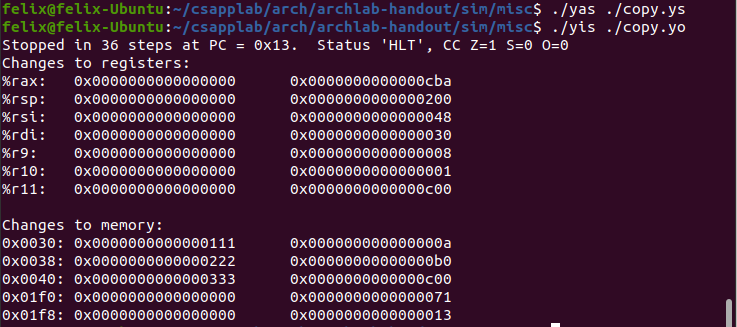 felix@felix-Ubuntu:~/csapplab/arch/archlab-handout/sim/misc$ ./yas ./copy.ys
felix@felix-Ubuntu:~/csapplab/arch/archlab-handout/sim/misc$ ./yis ./copy.yo
Stopped in 36 steps at PC = 0x13.  Status 'HLT', CC Z=1 S=0 O=0
Changes to registers:
%rax:   0x0000000000000000      0x0000000000000cba
%rsp:   0x0000000000000000      0x0000000000000200
%rsi:   0x0000000000000000      0x0000000000000048
%rdi:   0x0000000000000000      0x0000000000000030
%r9:    0x0000000000000000      0x0000000000000008
%r10:   0x0000000000000000      0x0000000000000001
%r11:   0x0000000000000000      0x0000000000000c00

Changes to memory:
0x0030: 0x0000000000000111      0x000000000000000a
0x0038: 0x0000000000000222      0x00000000000000b0
0x0040: 0x0000000000000333      0x0000000000000c00
0x01f0: 0x0000000000000000      0x0000000000000071
0x01f8: 0x0000000000000000      0x0000000000000013